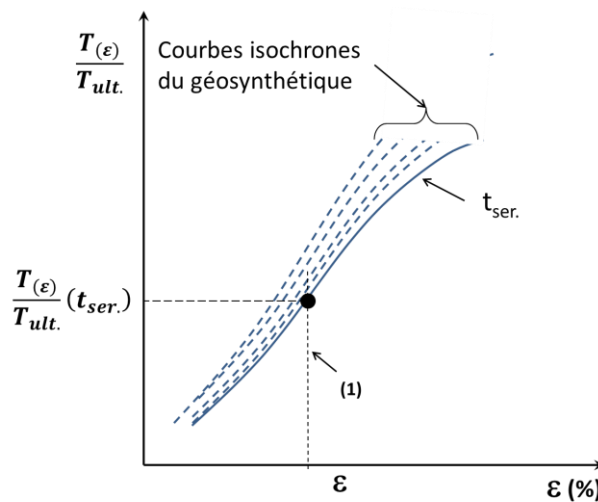 T(ε)
Tult.
Courbes isochrones
du géosynthétique
tser.
T(ε)
Tult.
(tser.)
(1)
ε
ε (%)